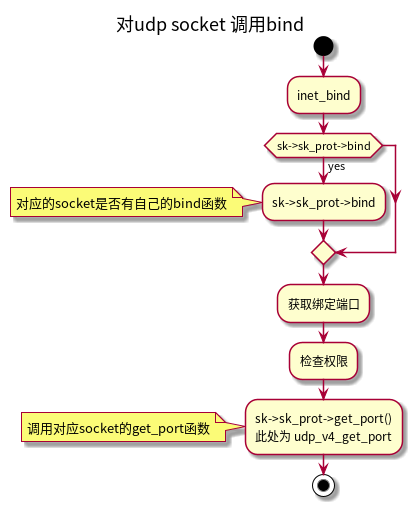 对udp socket 调用bind
inet_bind
sk->sk_prot->bind
yes
对应的socket是否有自己的bind函数
sk->sk_prot->bind
获取绑定端口
检查权限
调用对应socket的get_port函数
sk->sk_prot->get_port()
此处为 udp_v4_get_port